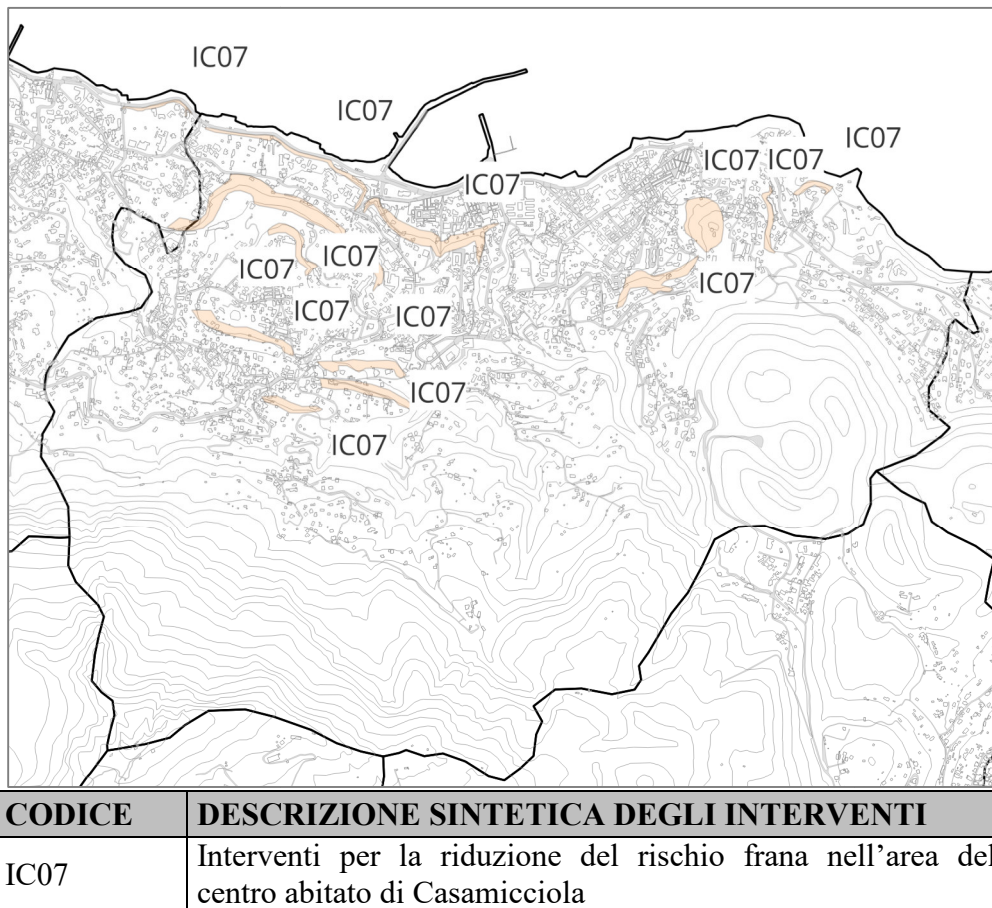 IC07
IC07
IC07
IC07 IC07
IC07
IC07
IC07
IC07
IC07
IC07
IC07
IC07
CODICE DESCRIZIONE SINTETICA DEGLI INTERVENTI
IC07 Interventi per la riduzione del rischio frana nell'area del
centro abitato di Casamicciola